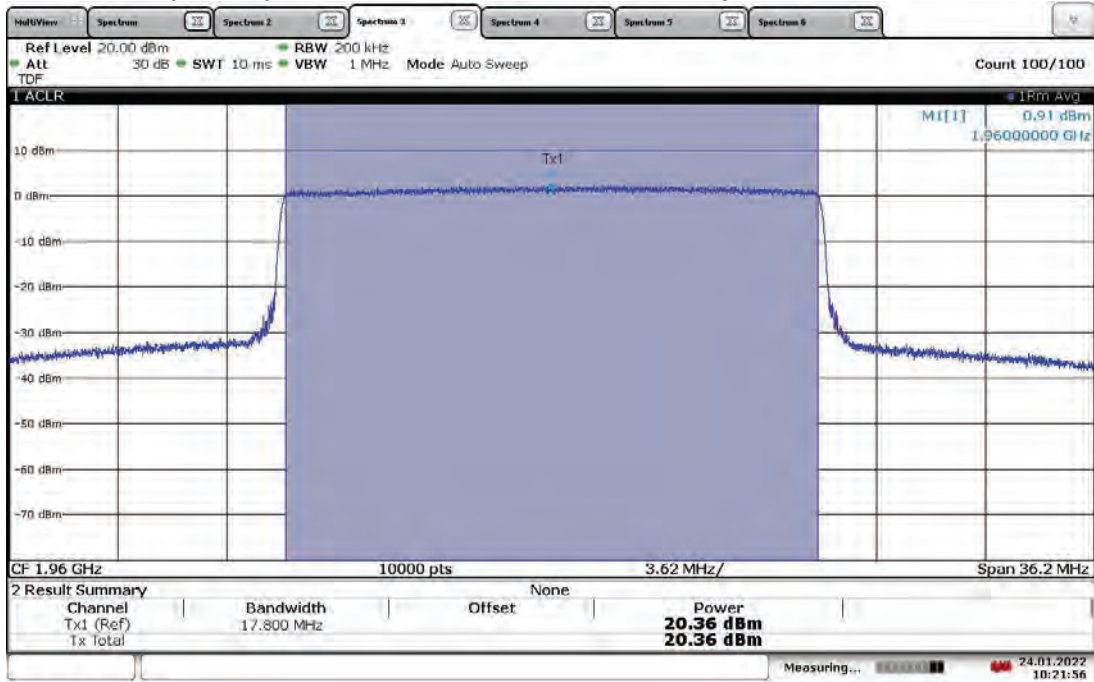 MultiView Spectrum Spectrum 2 Spectrum 3 Spectrum 4 Spectrum 5 Spectrum 6
Ref Level 20.00 dBm RBW 200 kHz
Att 30 dB SWT 10 ms VBW 1 MHz Mode Auto Sweep Count 100/100
TDF
1 ACLR 1Rm Avg
M1[1] 0.91 dBm
1.96000000 GHz
10 dBm
Tx1
0 dBm
-10 dBm
-20 dBm
-30 dBm
-40 dBm
-50 dBm
-60 dBm
-70 dBm
CF 1.96 GHz 10000 pts 3.62 MHz/ Span 36.2 MHz
2 Result Summary None
Channel Bandwidth Offset Power
Tx1 (Ref) 17.800 MHz 20.36 dBm
Tx Total 20.36 dBm
Measuring... 24.01.2022
10:21:56